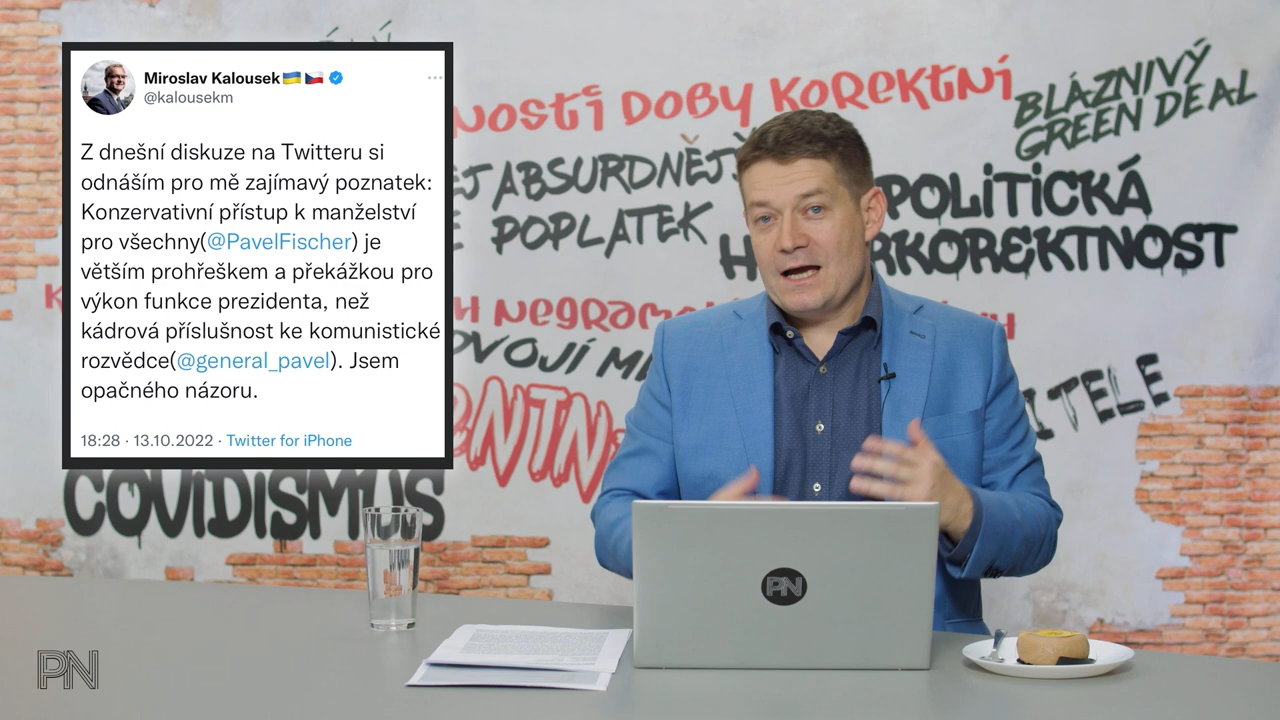 Miroslav Kalousek🇺🇦 🇨🇿
@kalousekm
Z dnešní diskuze na Twitteru si
odnáším pro mě zajímavý poznatek:
Konzervativní přístup k manželství
pro všechny(@PavelFischer) je
větším prohřeškem a překážkou pro
výkon funkce prezidenta, než
kádrová příslušnost ke komunistické
rozvědce(@general_pavel). Jsem
opačného názoru.
18:28 · 13.10.2022 · Twitter for iPhone
DOBY KOREKTNÍ
BLÁZNIVÝ
GREEN DEAL
POPLATEK
POLITICKÁ
COVIDISMUS
PN
PN